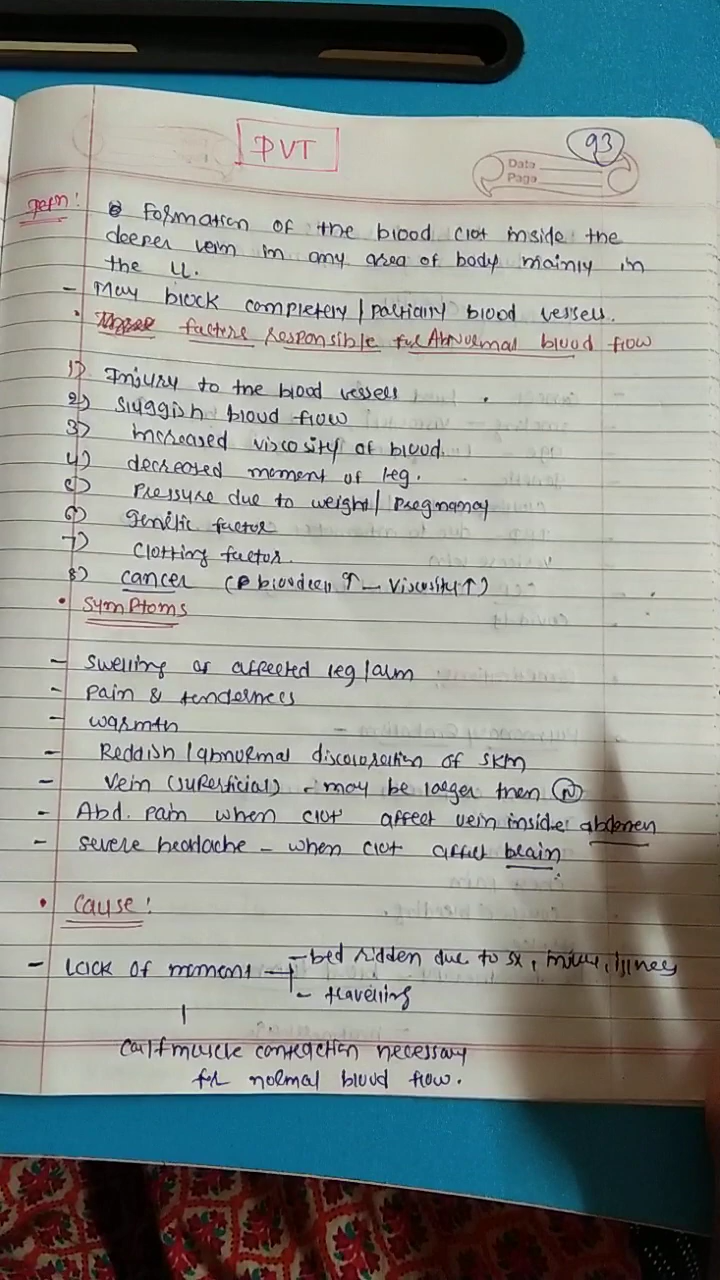 DVT
93
Data
Page
Defn:
Formation of the blood clot inside the
deeper vein in any area of body mainly in
the LL.
- May block completely / partially blood vessels.
• factors responsible for Abnormal blood flow
1) Injury to the blood vessels
2) Sluggish blood flow
3) increased viscosity of blood.
4) decreased moment of leg.
5) Pressure due to weight / pregnancy
6) genetic factor
7) Clotting factor.
8) cancer ( ↑ - Viscosity ↑)
• Symptoms
- Swelling of affected leg / arm
- Pain & tenderness
- warmth
- Reddish / abnormal discoloration of skin
- Vein (superficial) - may be larger then (N)
- Abd. pain when clot affect vein inside abdomen
- Severe headache - when clot affect brain
• Cause:
- Lack of moment - bed ridden due to sx, , illness
- travelling
Calf muscle contraction necessary
for normal blood flow.